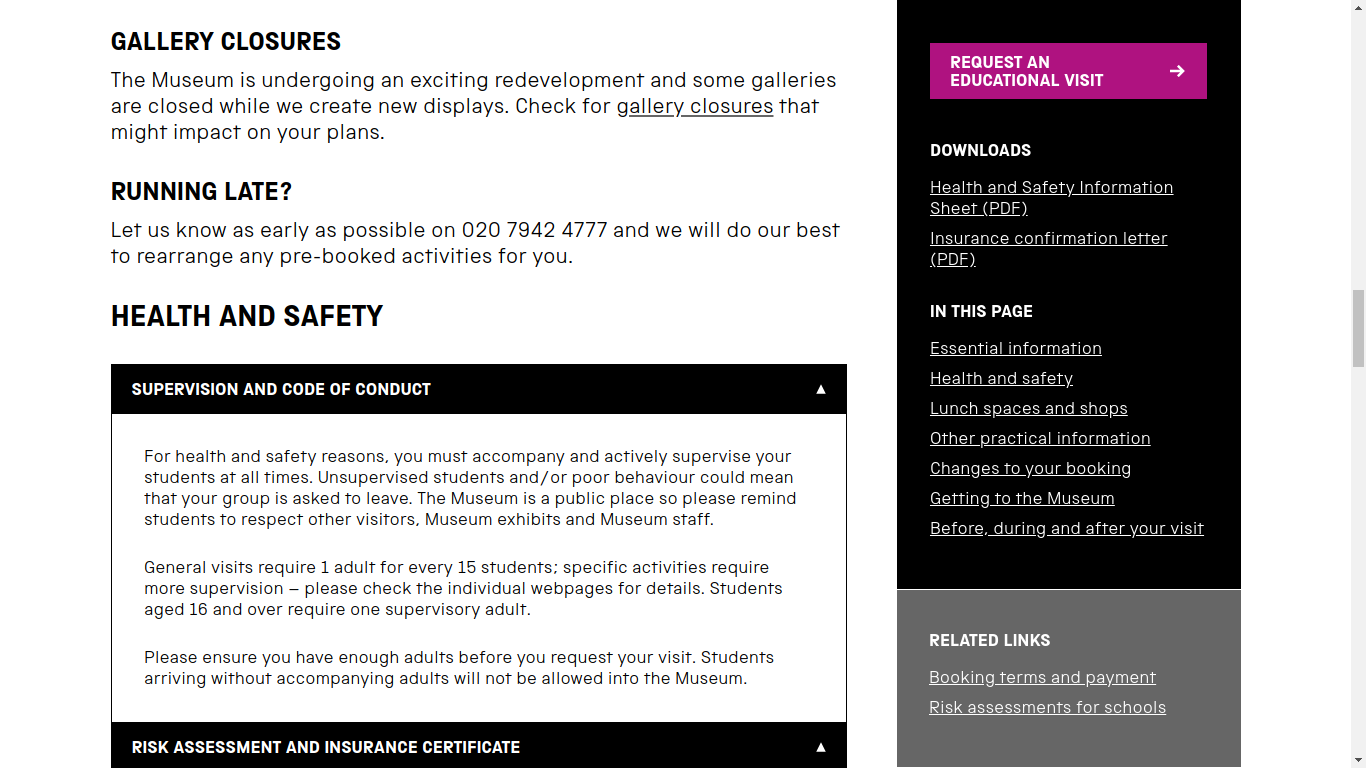 GALLERY CLOSURES
The Museum is undergoing an exciting redevelopment and some galleries
are closed while we create new displays. Check for gallery closures that
might impact on your plans.
RUNNING LATE?
Let us know as early as possible on 020 7942 4777 and we will do our best
to rearrange any pre-booked activities for you.
HEALTH AND SAFETY
SUPERVISION AND CODE OF CONDUCT ▲
For health and safety reasons, you must accompany and actively supervise your
students at all times. Unsupervised students and/or poor behaviour could mean
that your group is asked to leave. The Museum is a public place so please remind
students to respect other visitors, Museum exhibits and Museum staff.
General visits require 1 adult for every 15 students; specific activities require
more supervision – please check the individual webpages for details. Students
aged 16 and over require one supervisory adult.
Please ensure you have enough adults before you request your visit. Students
arriving without accompanying adults will not be allowed into the Museum.
RISK ASSESSMENT AND INSURANCE CERTIFICATE ▲
REQUEST AN
EDUCATIONAL VISIT →
DOWNLOADS
Health and Safety Information
Sheet (PDF)
Insurance confirmation letter
(PDF)
IN THIS PAGE
Essential information
Health and safety
Lunch spaces and shops
Other practical information
Changes to your booking
Getting to the Museum
Before, during and after your visit
RELATED LINKS
Booking terms and payment
Risk assessments for schools